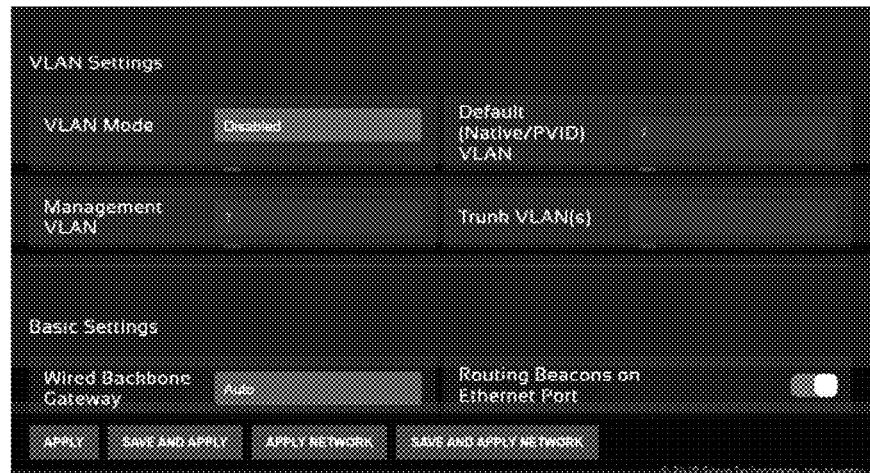 VLAN Settings
VLAN Mode
Disabled
Default
(Native/PVID)
VLAN
Management
VLAN
Trunk VLAN(s)
Basic Settings
Wired Backbone
Gateway
Auto
Routing Beacons on
Ethernet Port
APPLY
SAVE AND APPLY
APPLY NETWORK
SAVE AND APPLY NETWORK